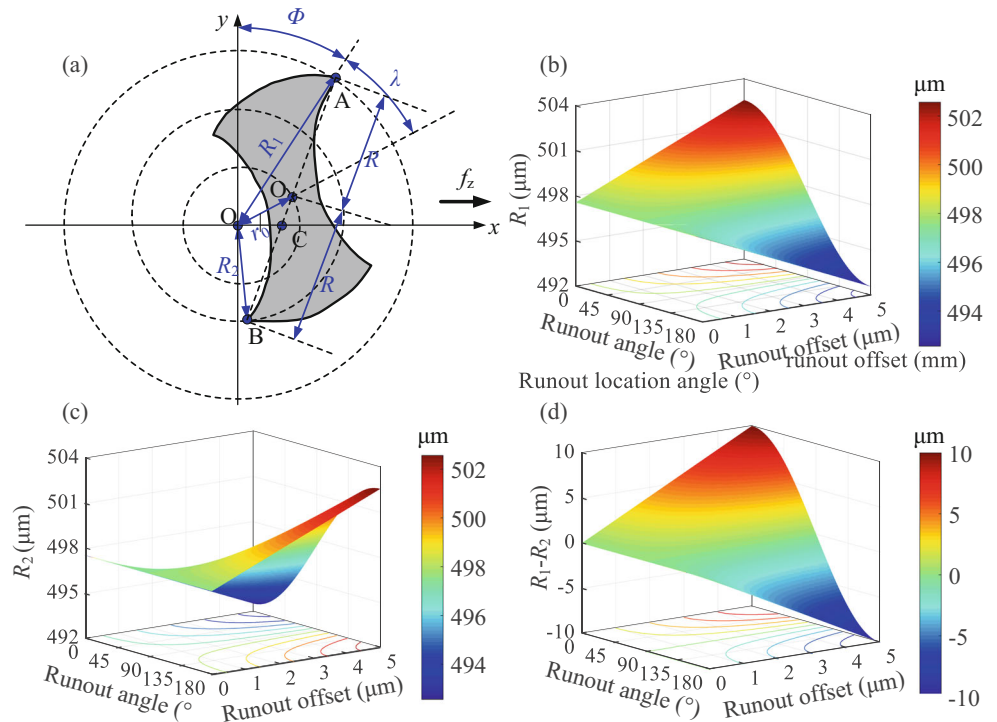 (a)
y
Φ
λ
A
R₁
R
O
O
r₀
C
f_z
x
R₂
R
B
(b)
μm
504
501
498
495
492
R₁ (μm)
0
45
90
135
180
Runout angle (°)
0
1
2
3
4
5
Runout offset (μm)
runout offset (mm)
Runout location angle (°)
502
500
498
496
494
(c)
μm
504
501
498
495
492
R₂ (μm)
0
45
90
135
180
Runout angle (°
0
1
2
3
4
5
Runout offset (μm)
502
500
498
496
494
(d)
μm
10
5
0
-5
-10
R₁-R₂ (μm)
0
45
90
135
180
Runout angle (°)
0
1
2
3
4
5
Runout offset (μm)
10
5
0
-5
-10